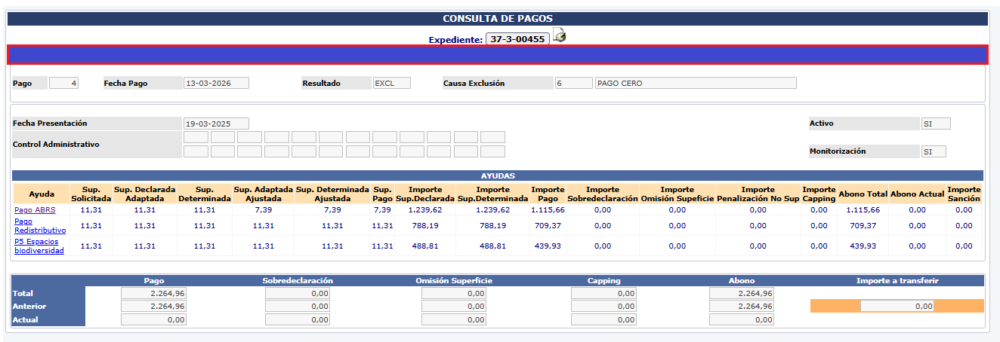 CONSULTA DE PAGOS
Expediente: 37-3-00455
Pago 4 Fecha Pago 13-03-2026 Resultado EXCL Causa Exclusión 6 PAGO CERO
Fecha Presentación 19-03-2025 Activo SI
Control Administrativo
Monitorización SI
AYUDAS
Ayuda Sup. Solicitada Sup. Declarada Adaptada Sup. Determinada Sup. Adaptada Ajustada Sup. Determinada Ajustada Sup. Pago Importe Sup.Declarada Importe Sup.Determinada Importe Pago Importe Sobredeclaración Importe Omisión Supeficie Importe Penalización No Sup Importe Capping Abono Total Abono Actual Importe Sanción
Pago ABRS 11,31 11,31 11,31 7,39 7,39 7,39 1.239,62 1.239,62 1.115,66 0,00 0,00 0,00 0,00 1.115,66 0,00 0,00
Pago Redistributivo 11,31 11,31 11,31 11,31 11,31 11,31 788,19 788,19 709,37 0,00 0,00 0,00 0,00 709,37 0,00 0,00
P5 Espacios biodiversidad 11,31 11,31 11,31 11,31 11,31 11,31 488,81 488,81 439,93 0,00 0,00 0,00 0,00 439,93 0,00 0,00
Pago Sobredeclaración Omisión Superficie Capping Abono Importe a transferir
Total 2.264,96 0,00 0,00 0,00 2.264,96
Anterior 2.264,96 0,00 0,00 0,00 2.264,96 0,00
Actual 0,00 0,00 0,00 0,00 0,00